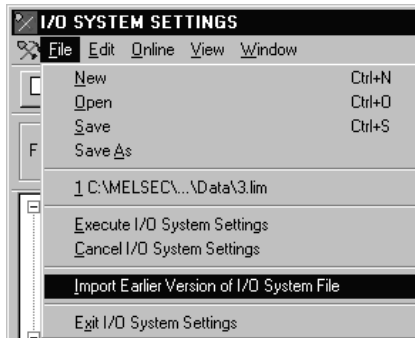 I/O SYSTEM SETTINGS
File Edit Online View Window
New Ctrl+N
Open Ctrl+O
Save Ctrl+S
Save As
F
1 C:\MELSEC\...\Data\3.lim
Execute I/O System Settings
Cancel I/O System Settings
Import Earlier Version of I/O System File
Exit I/O System Settings